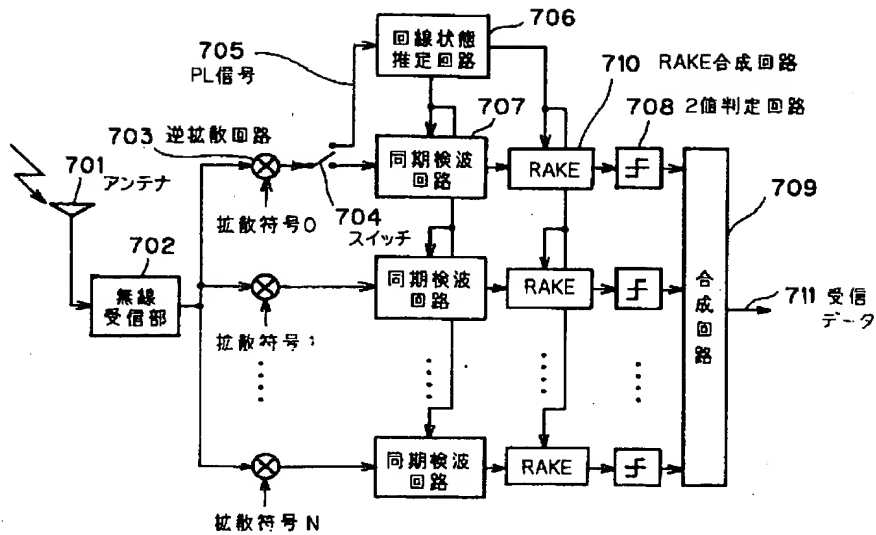 706
705
PL信号
回線状態
推定回路
710 RAKE合成回路
707
708 2値判定回路
703 逆拡散回路
701
アンテナ
同期検波
回路
RAKE
709
拡散符号0
704
スイッチ
702
無線
受信部
同期検波
回路
RAKE
合成回路
711 受信
データ
拡散符号1
同期検波
回路
RAKE
拡散符号N